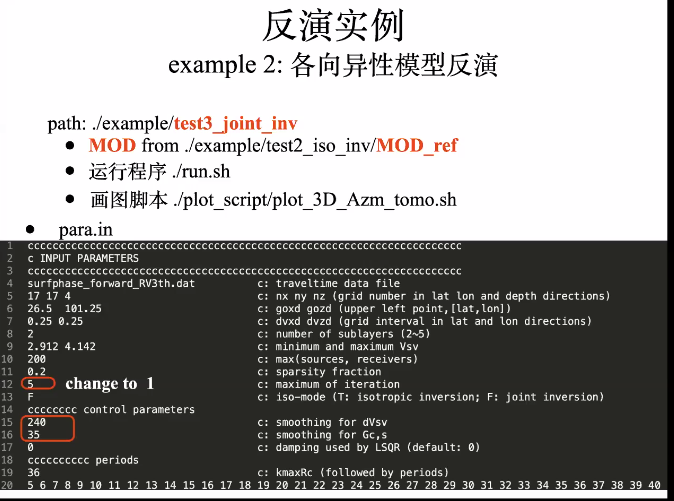 反演实例
example 2: 各向异性模型反演
path: ./example/test3_joint_inv
● MOD from ./example/test2_iso_inv/MOD_ref
● 运行程序 ./run.sh
● 画图脚本 ./plot_script/plot_3D_Azm_tomo.sh
● para.in
1 cccccccccccccccccccccccccccccccccccccccccccccccccccccccccccccccccccccc
2 c INPUT PARAMETERS
3 cccccccccccccccccccccccccccccccccccccccccccccccccccccccccccccccccccccc
4 surfphase_forward_RV3th.dat c: traveltime data file
5 17 17 4 c: nx ny nz (grid number in lat lon and depth directions)
6 26.5 101.25 c: goxd gozd (upper left point,[lat,lon])
7 0.25 0.25 c: dvxd dvzd (grid interval in lat and lon directions)
8 2 c: number of sublayers (2~5)
9 2.912 4.142 c: minimum and maximum Vsv
10 200 c: max(sources, receivers)
11 0.2 c: sparsity fraction
12 5 change to 1 c: maximum of iteration
13 F c: iso-mode (T: isotropic inversion; F: joint inversion)
14 cccccccc control parameters
15 240 c: smoothing for dVsv
16 35 c: smoothing for Gc,s
17 0 c: damping used by LSQR (default: 0)
18 cccccccccc periods
19 36 c: kmaxRc (followed by periods)
20 5 6 7 8 9 10 11 12 13 14 15 16 17 18 19 20 21 22 23 24 25 26 27 28 29 30 31 32 33 34 35 36 37 38 39 40